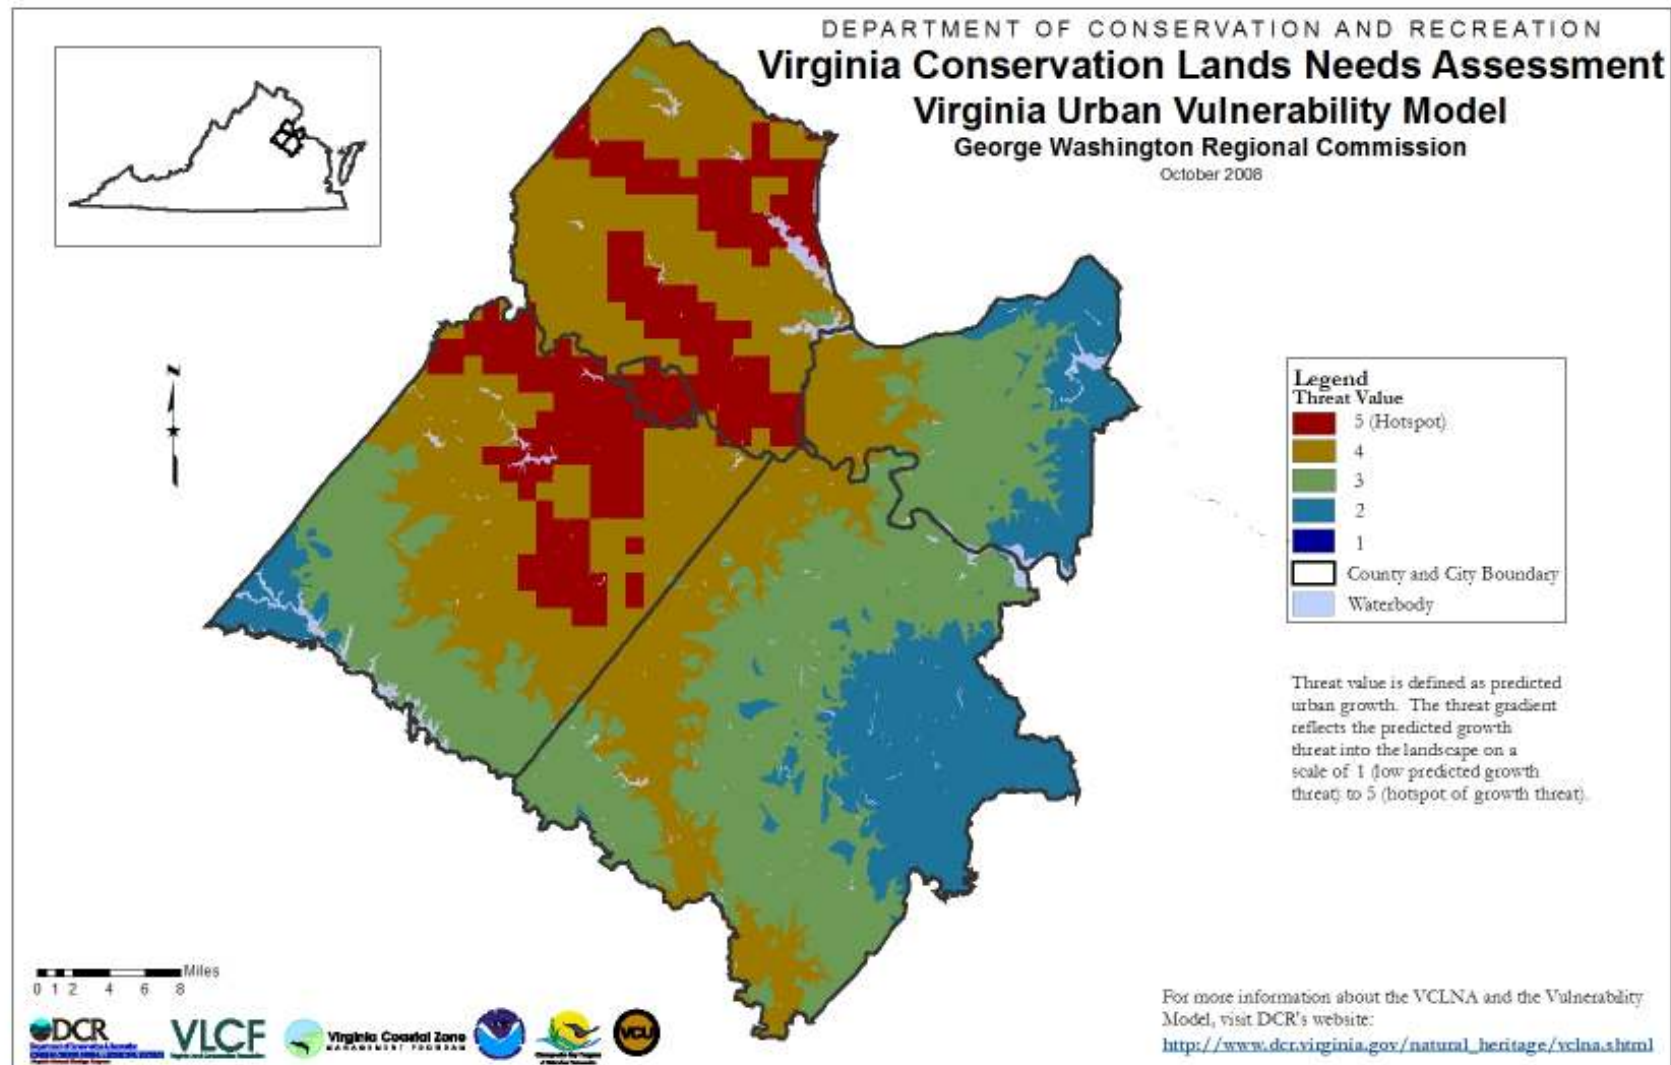 DEPARTMENT OF CONSERVATION AND RECREATION
Virginia Conservation Lands Needs Assessment
Virginia Urban Vulnerability Model
George Washington Regional Commission
October 2008
N
Legend
Threat Value
5 (Hotspot)
4
3
2
1
County and City Boundary
Waterbody
Threat value is defined as predicted
urban growth. The threat gradient
reflects the predicted growth
threat into the landscape on a
scale of 1 (low predicted growth
threat) to 5 (hotspot of growth threat).
Miles
0 1 2 4 6 8
DCR
VLCF
Virginia Coastal Zone
MANAGEMENT PROGRAM
VCU
For more information about the VCLNA and the Vulnerability
Model, visit DCR's website:
http://www.dcr.virginia.gov/natural_heritage/vclna.shtml